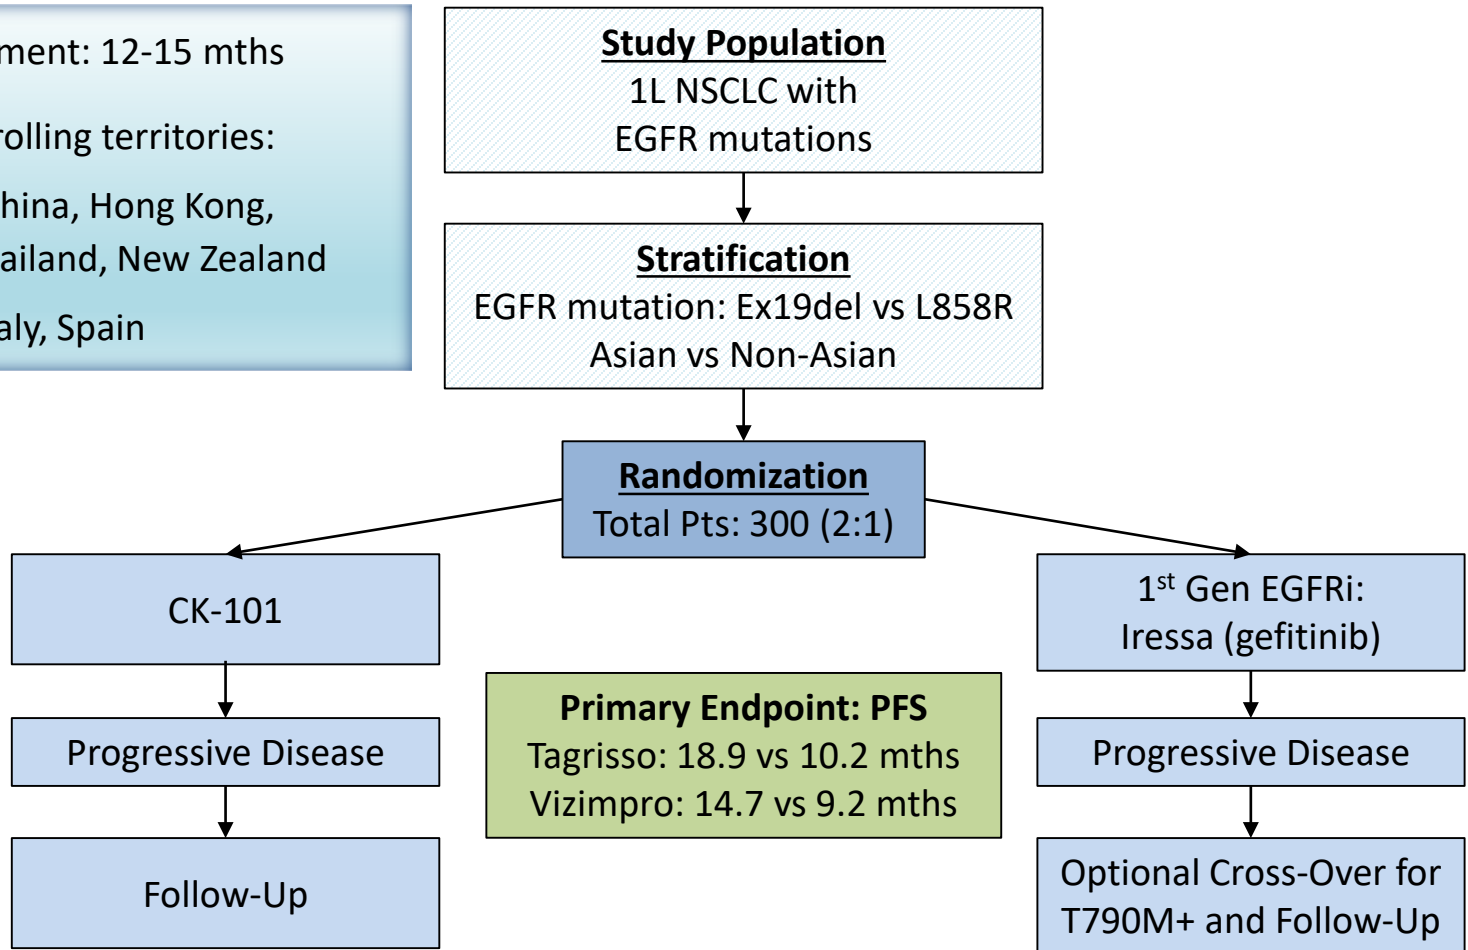 ment: 12-15 mths
rolling territories:
hina, Hong Kong,
ailand, New Zealand
aly, Spain
Study Population
1L NSCLC with
EGFR mutations
Stratification
EGFR mutation: Ex19del vs L858R
Asian vs Non-Asian
Randomization
Total Pts: 300 (2:1)
CK-101
Progressive Disease
Follow-Up
Primary Endpoint: PFS
Tagrisso: 18.9 vs 10.2 mths
Vizimpro: 14.7 vs 9.2 mths
1st Gen EGFRi:
Iressa (gefitinib)
Progressive Disease
Optional Cross-Over for
T790M+ and Follow-Up